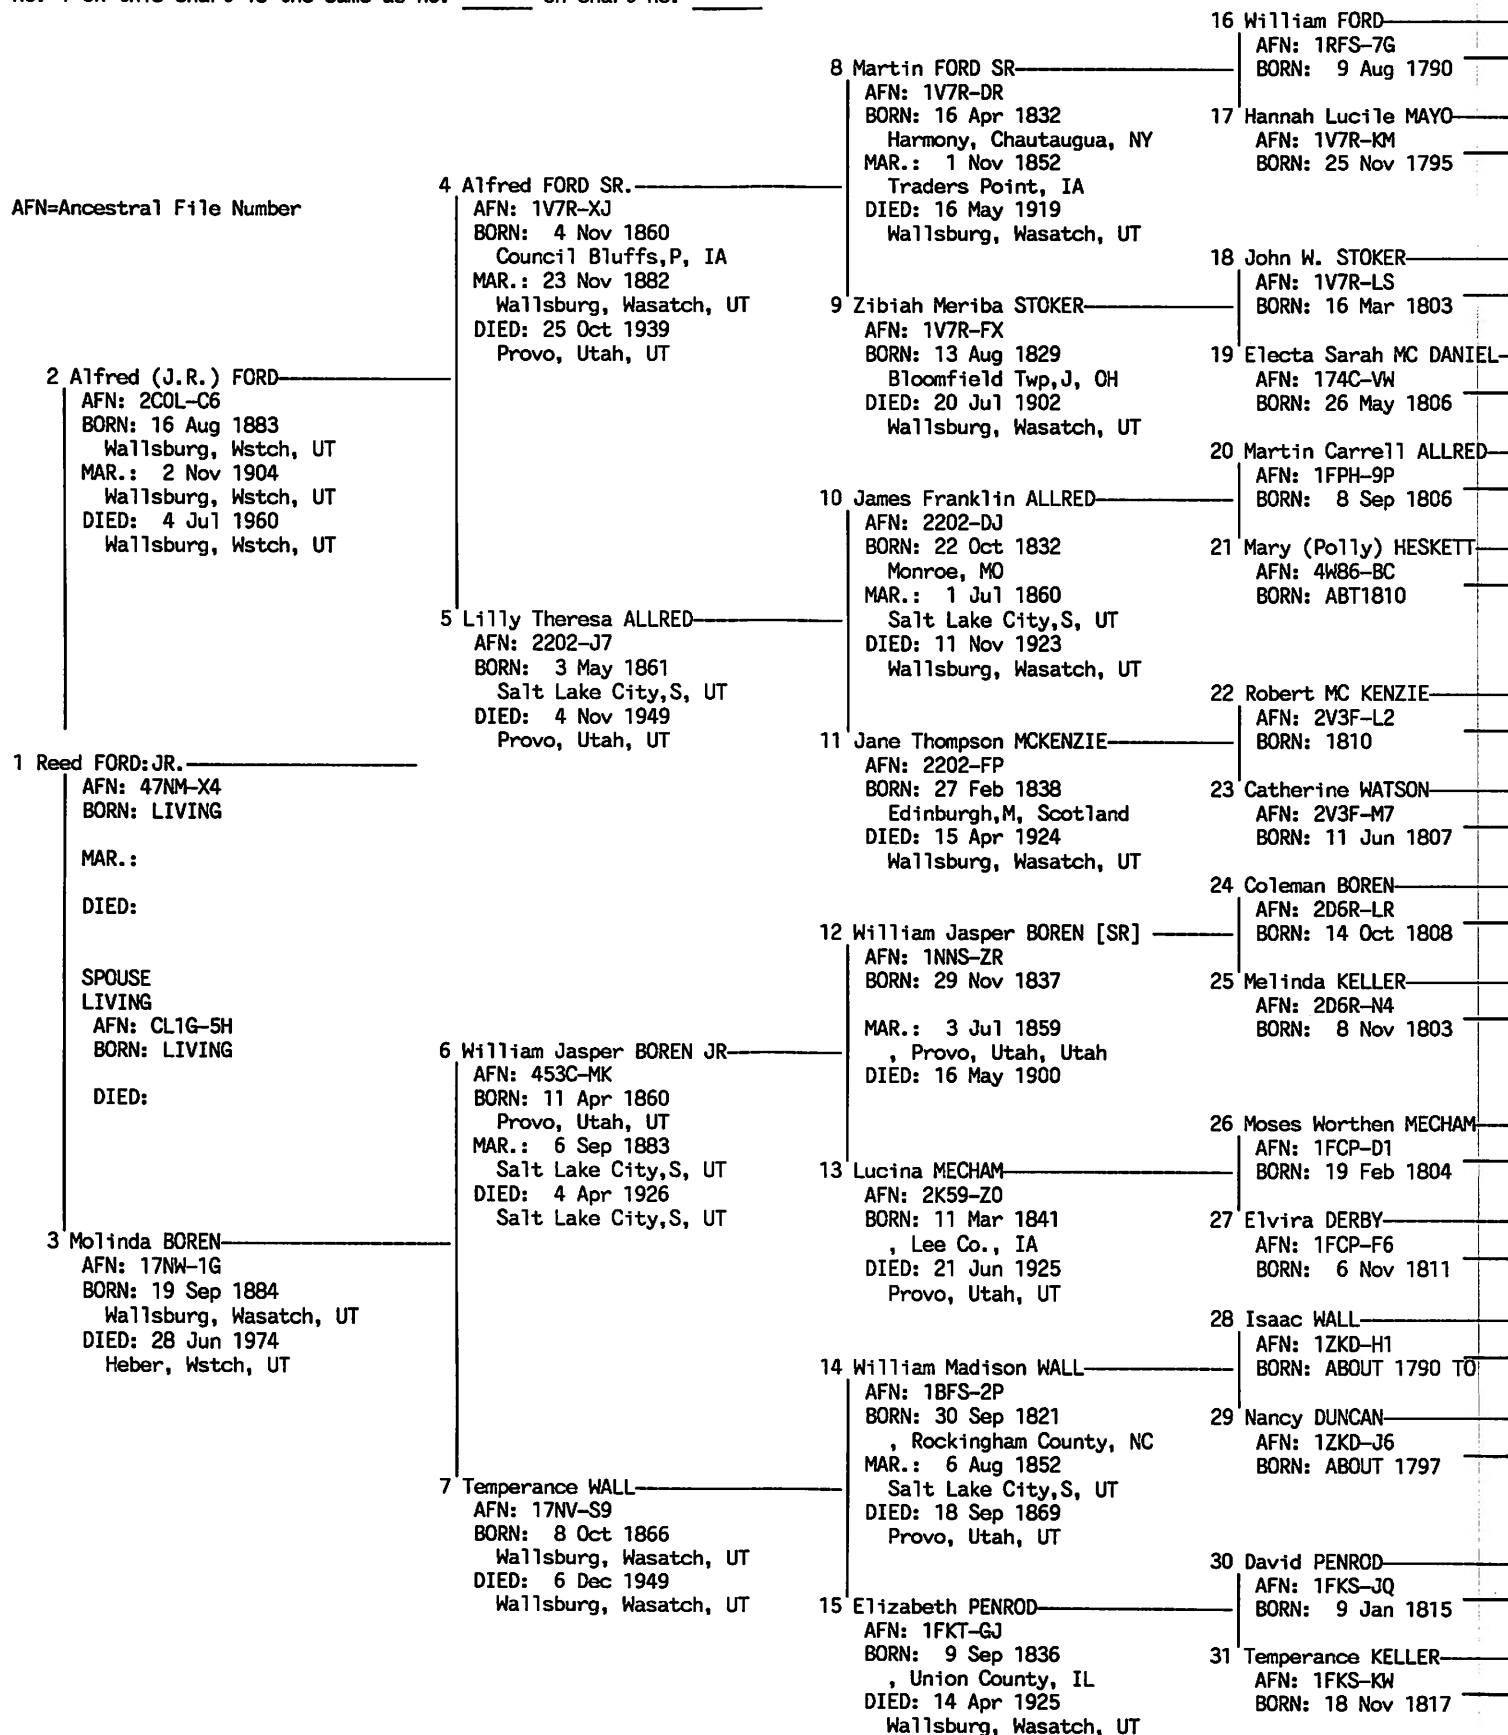 AFN=Ancestral File Number
1 Reed FORD:JR.
AFN: 47NM-X4
BORN: LIVING
MAR.:
DIED:
SPOUSE
LIVING
AFN: CL1G-5H
BORN: LIVING
DIED:
2 Alfred (J.R.) FORD
AFN: 2C0L-C6
BORN: 16 Aug 1883
Wallsburg, Wstch, UT
MAR.: 2 Nov 1904
Wallsburg, Wstch, UT
DIED: 4 Jul 1960
Wallsburg, Wstch, UT
3 Molinda BOREN
AFN: 17NW-1G
BORN: 19 Sep 1884
Wallsburg, Wasatch, UT
DIED: 28 Jun 1974
Heber, Wstch, UT
4 Alfred FORD SR.
AFN: 1V7R-XJ
BORN: 4 Nov 1860
Council Bluffs,P, IA
MAR.: 23 Nov 1882
Wallsburg, Wasatch, UT
DIED: 25 Oct 1939
Provo, Utah, UT
5 Lilly Theresa ALLRED
AFN: 2202-J7
BORN: 3 May 1861
Salt Lake City,S, UT
DIED: 4 Nov 1949
Provo, Utah, UT
6 William Jasper BOREN JR
AFN: 453C-MK
BORN: 11 Apr 1860
Provo, Utah, UT
MAR.: 6 Sep 1883
Salt Lake City,S, UT
DIED: 4 Apr 1926
Salt Lake City,S, UT
7 Temperance WALL
AFN: 17NV-S9
BORN: 8 Oct 1866
Wallsburg, Wasatch, UT
DIED: 6 Dec 1949
Wallsburg, Wasatch, UT
8 Martin FORD SR
AFN: 1V7R-DR
BORN: 16 Apr 1832
Harmony, Chautaugua, NY
MAR.: 1 Nov 1852
Traders Point, IA
DIED: 16 May 1919
Wallsburg, Wasatch, UT
9 Zibiah Meriba STOKER
AFN: 1V7R-FX
BORN: 13 Aug 1829
Bloomfield Twp,J, OH
DIED: 20 Jul 1902
Wallsburg, Wasatch, UT
10 James Franklin ALLRED
AFN: 2202-DJ
BORN: 22 Oct 1832
Monroe, MO
MAR.: 1 Jul 1860
Salt Lake City,S, UT
DIED: 11 Nov 1923
Wallsburg, Wasatch, UT
11 Jane Thompson MCKENZIE
AFN: 2202-FP
BORN: 27 Feb 1838
Edinburgh,M, Scotland
DIED: 15 Apr 1924
Wallsburg, Wasatch, UT
12 William Jasper BOREN [SR]
AFN: 1NNS-ZR
BORN: 29 Nov 1837
MAR.: 3 Jul 1859
, Provo, Utah, Utah
DIED: 16 May 1900
13 Lucina MECHAM
AFN: 2K59-Z0
BORN: 11 Mar 1841
, Lee Co., IA
DIED: 21 Jun 1925
Provo, Utah, UT
14 William Madison WALL
AFN: 1BFS-2P
BORN: 30 Sep 1821
, Rockingham County, NC
MAR.: 6 Aug 1852
Salt Lake City,S, UT
DIED: 18 Sep 1869
Provo, Utah, UT
15 Elizabeth PENROD
AFN: 1FKT-GJ
BORN: 9 Sep 1836
, Union County, IL
DIED: 14 Apr 1925
Wallsburg, Wasatch, UT
16 William FORD
AFN: 1RFS-7G
BORN: 9 Aug 1790
17 Hannah Lucile MAYO
AFN: 1V7R-KM
BORN: 25 Nov 1795
18 John W. STOKER
AFN: 1V7R-LS
BORN: 16 Mar 1803
19 Electa Sarah MC DANIEL
AFN: 174C-VW
BORN: 26 May 1806
20 Martin Carrell ALLRED
AFN: 1FPH-9P
BORN: 8 Sep 1806
21 Mary (Polly) HESKETT
AFN: 4W86-BC
BORN: ABT1810
22 Robert MC KENZIE
AFN: 2V3F-L2
BORN: 1810
23 Catherine WATSON
AFN: 2V3F-M7
BORN: 11 Jun 1807
24 Coleman BOREN
AFN: 2D6R-LR
BORN: 14 Oct 1808
25 Melinda KELLER
AFN: 2D6R-N4
BORN: 8 Nov 1803
26 Moses Worthen MECHAM
AFN: 1FCP-D1
BORN: 19 Feb 1804
27 Elvira DERBY
AFN: 1FCP-F6
BORN: 6 Nov 1811
28 Isaac WALL
AFN: 1ZKD-H1
BORN: ABOUT 1790 TO
29 Nancy DUNCAN
AFN: 1ZKD-J6
BORN: ABOUT 1797
30 David PENROD
AFN: 1FKS-JQ
BORN: 9 Jan 1815
31 Temperance KELLER
AFN: 1FKS-KW
BORN: 18 Nov 1817